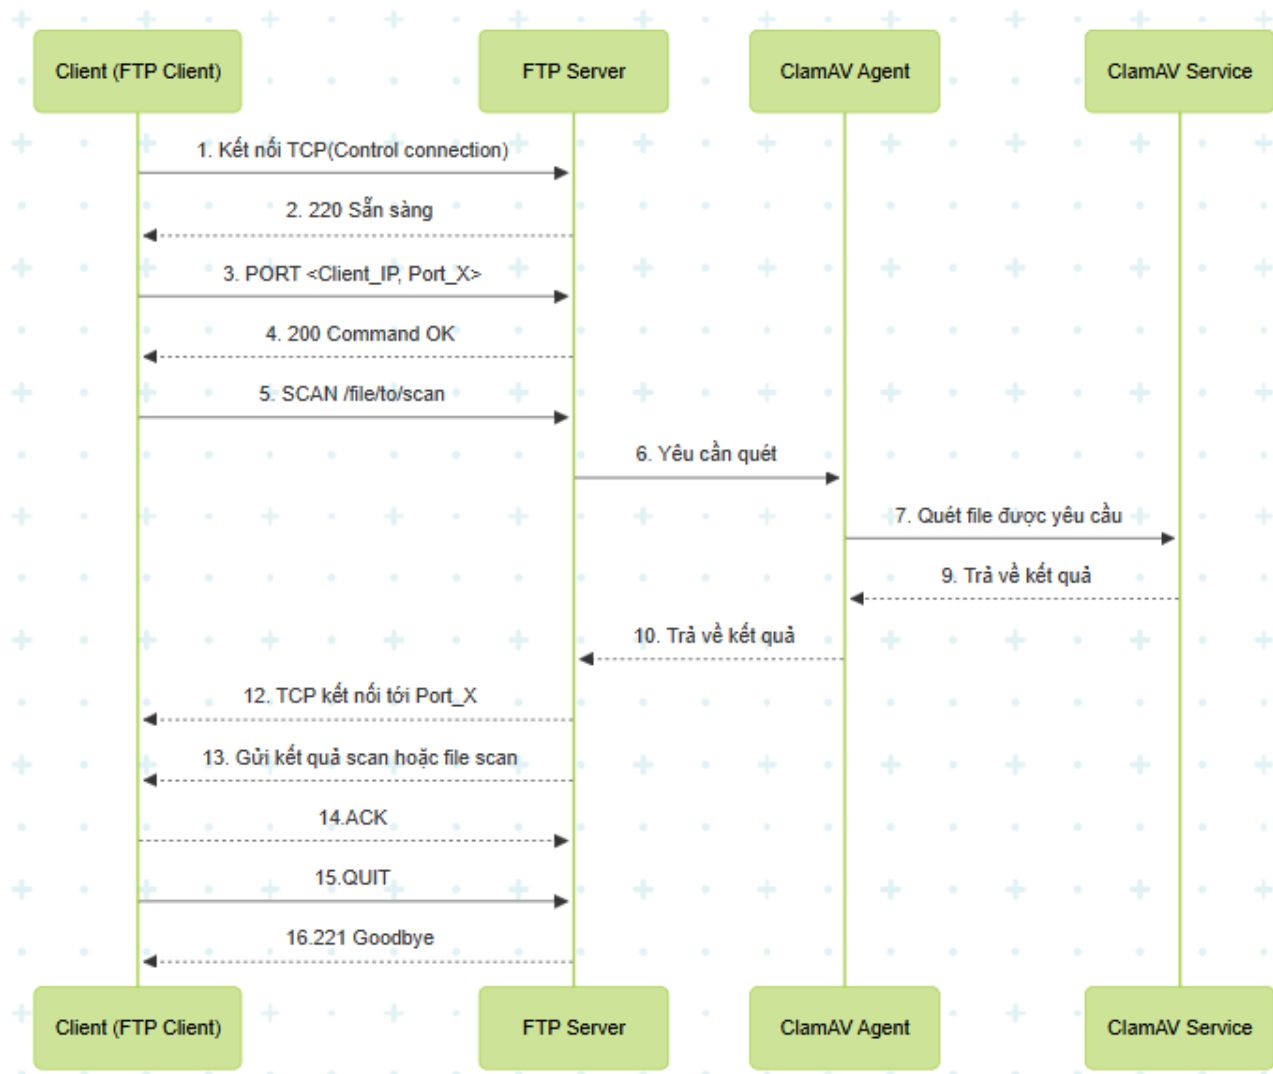 Client (FTP Client)
FTP Server
ClamAV Agent
ClamAV Service
1. Kết nối TCP(Control connection)
2. 220 Sẵn sàng
3. PORT <Client_IP, Port_X>
4. 200 Command OK
5. SCAN /file/to/scan
6. Yêu cần quét
7. Quét file được yêu cầu
9. Trả về kết quả
10. Trả về kết quả
12. TCP kết nối tới Port_X
13. Gửi kết quả scan hoặc file scan
14.ACK
15.QUIT
16.221 Goodbye
Client (FTP Client)
FTP Server
ClamAV Agent
ClamAV Service